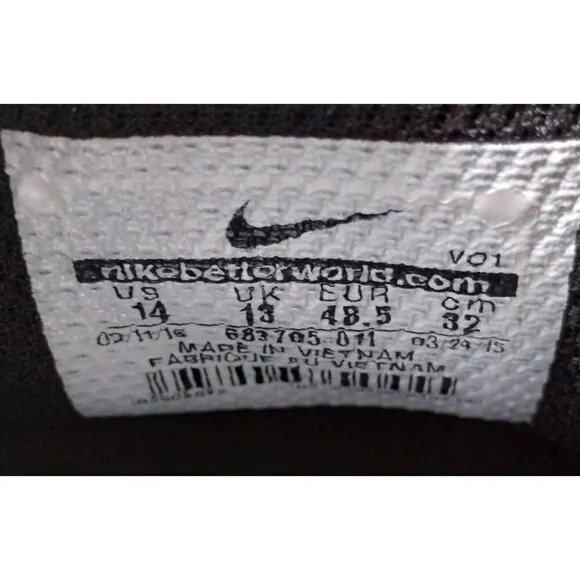 VO1
nikebetterworld.com
US UK EUR cm
14 13 48.5 32
02/11/15 683705 011 03/24/15
MADE IN VIETNAM
FABRIQUE AU VIETNAM